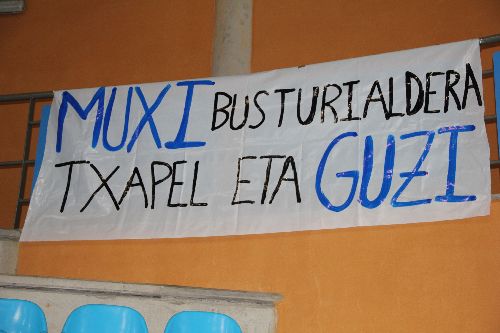 MUXI BUSTURIALDERA
TXAPEL ETA GUZI